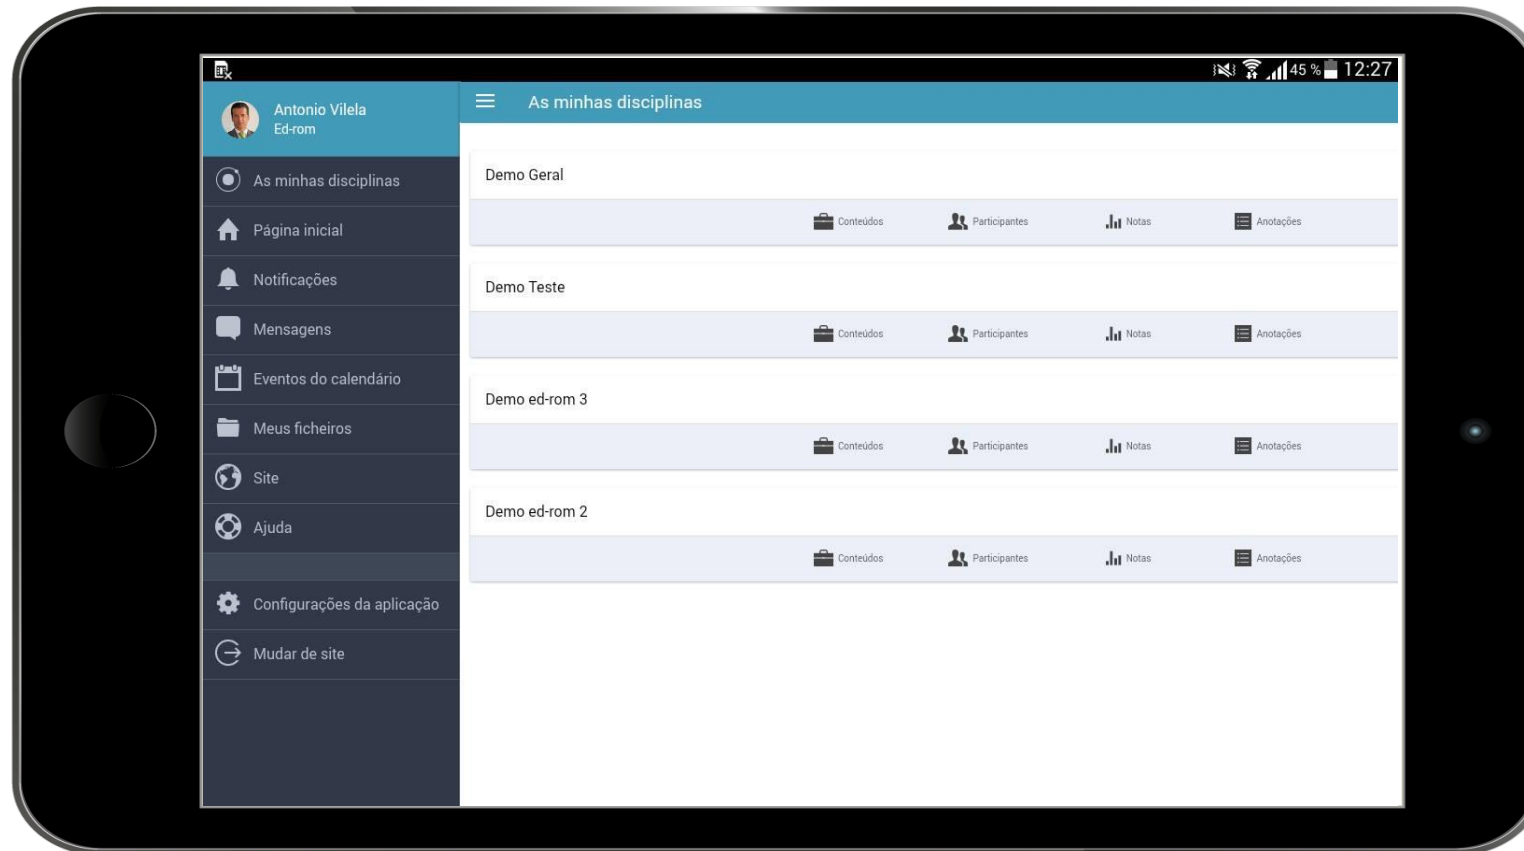 45 % 12:27
Antonio Vilela
Ed-rom
As minhas disciplinas
Página inicial
Notificações
Mensagens
Eventos do calendário
Meus ficheiros
Site
Ajuda
Configurações da aplicação
Mudar de site
As minhas disciplinas
Demo Geral
Conteúdos Participantes Notas Anotações
Demo Teste
Conteúdos Participantes Notas Anotações
Demo ed-rom 3
Conteúdos Participantes Notas Anotações
Demo ed-rom 2
Conteúdos Participantes Notas Anotações